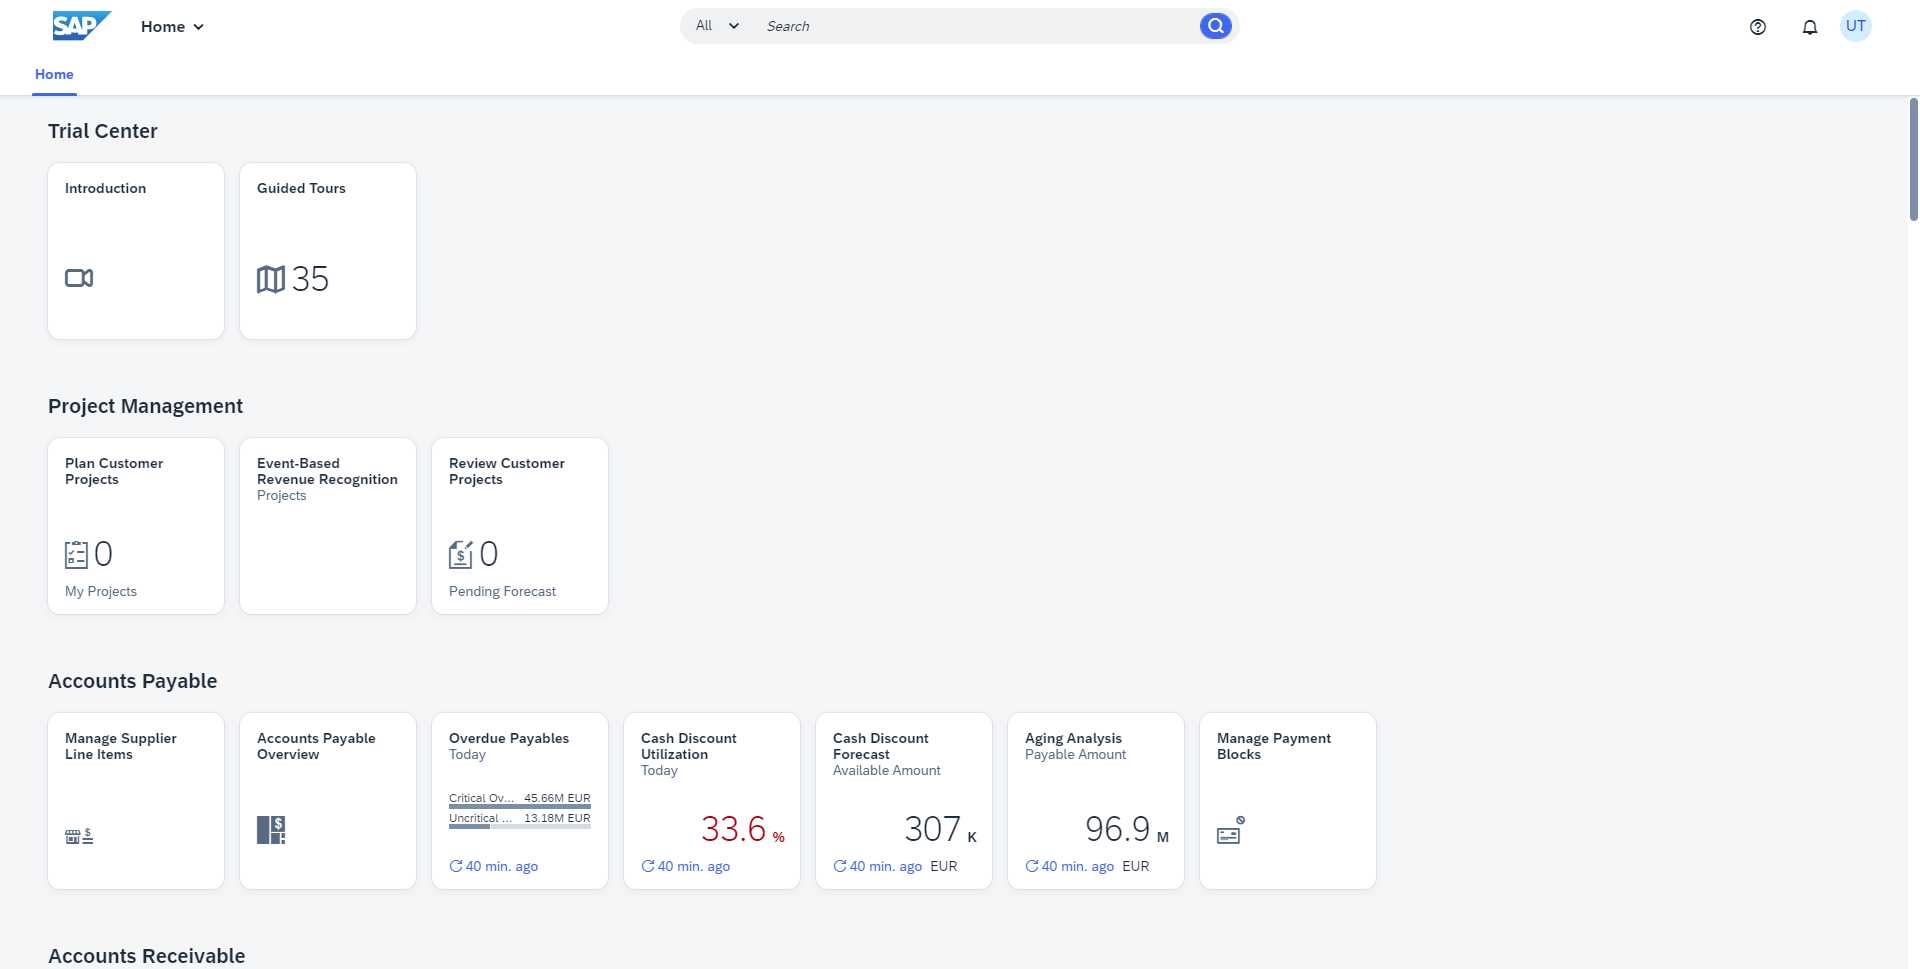 SAP
Home
All
Search
UT
Home
Trial Center
Introduction
Guided Tours
35
Project Management
Plan Customer
Projects
0
My Projects
Event-Based
Revenue Recognition
Projects
Review Customer
Projects
$
0
Pending Forecast
Accounts Payable
Manage Supplier
Line Items
$
Accounts Payable
Overview
$
Overdue Payables
Today
Critical Ov... 45.66M EUR
Uncritical ... 13.18M EUR
40 min. ago
Cash Discount
Utilization
Today
33.6 %
40 min. ago
Cash Discount
Forecast
Available Amount
307 K
40 min. ago EUR
Aging Analysis
Payable Amount
96.9 M
40 min. ago EUR
Manage Payment
Blocks
Accounts Receivable